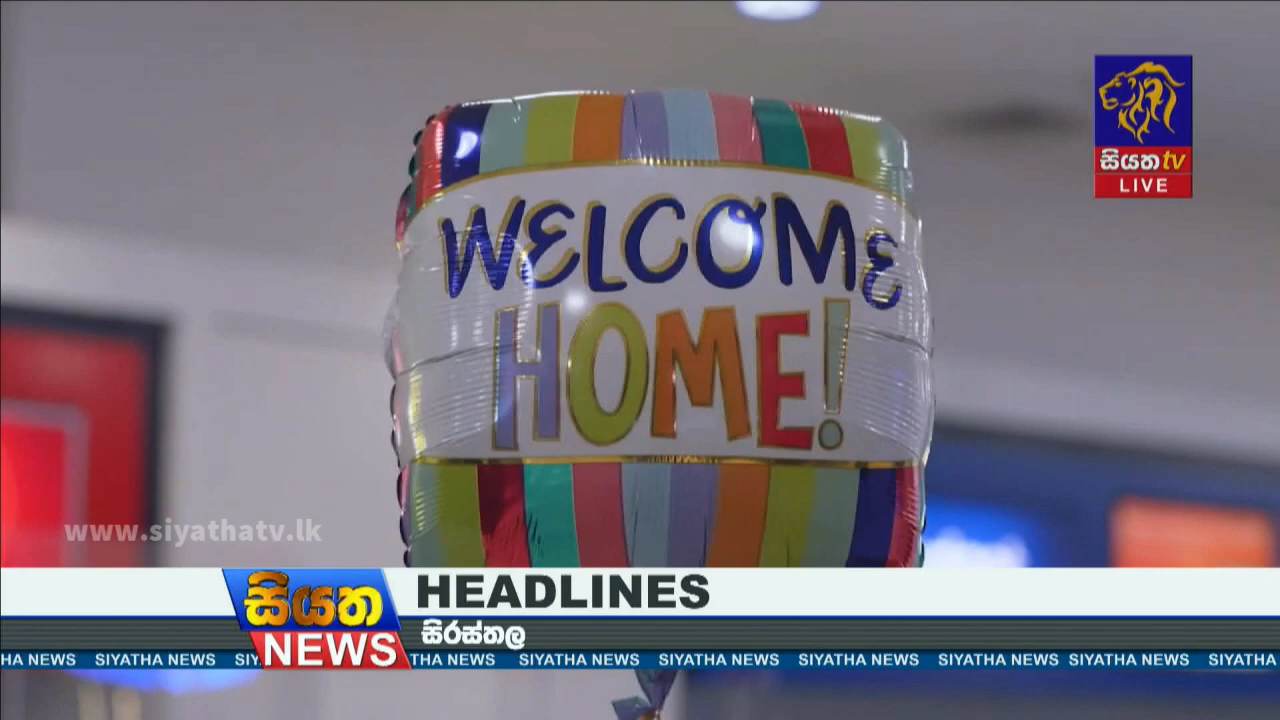 සියත tv
LIVE
WELCOME
HOME!
www.siyathatv.lk
සියත
NEWS
HEADLINES
සිරස්තල
HA NEWS SIYATHA NEWS SIY THA NEWS SIYATHA NEWS SIYATHA NEWS SIYATHA NEWS SIYATHA NEWS SIYATHA NEWS SIYATHA